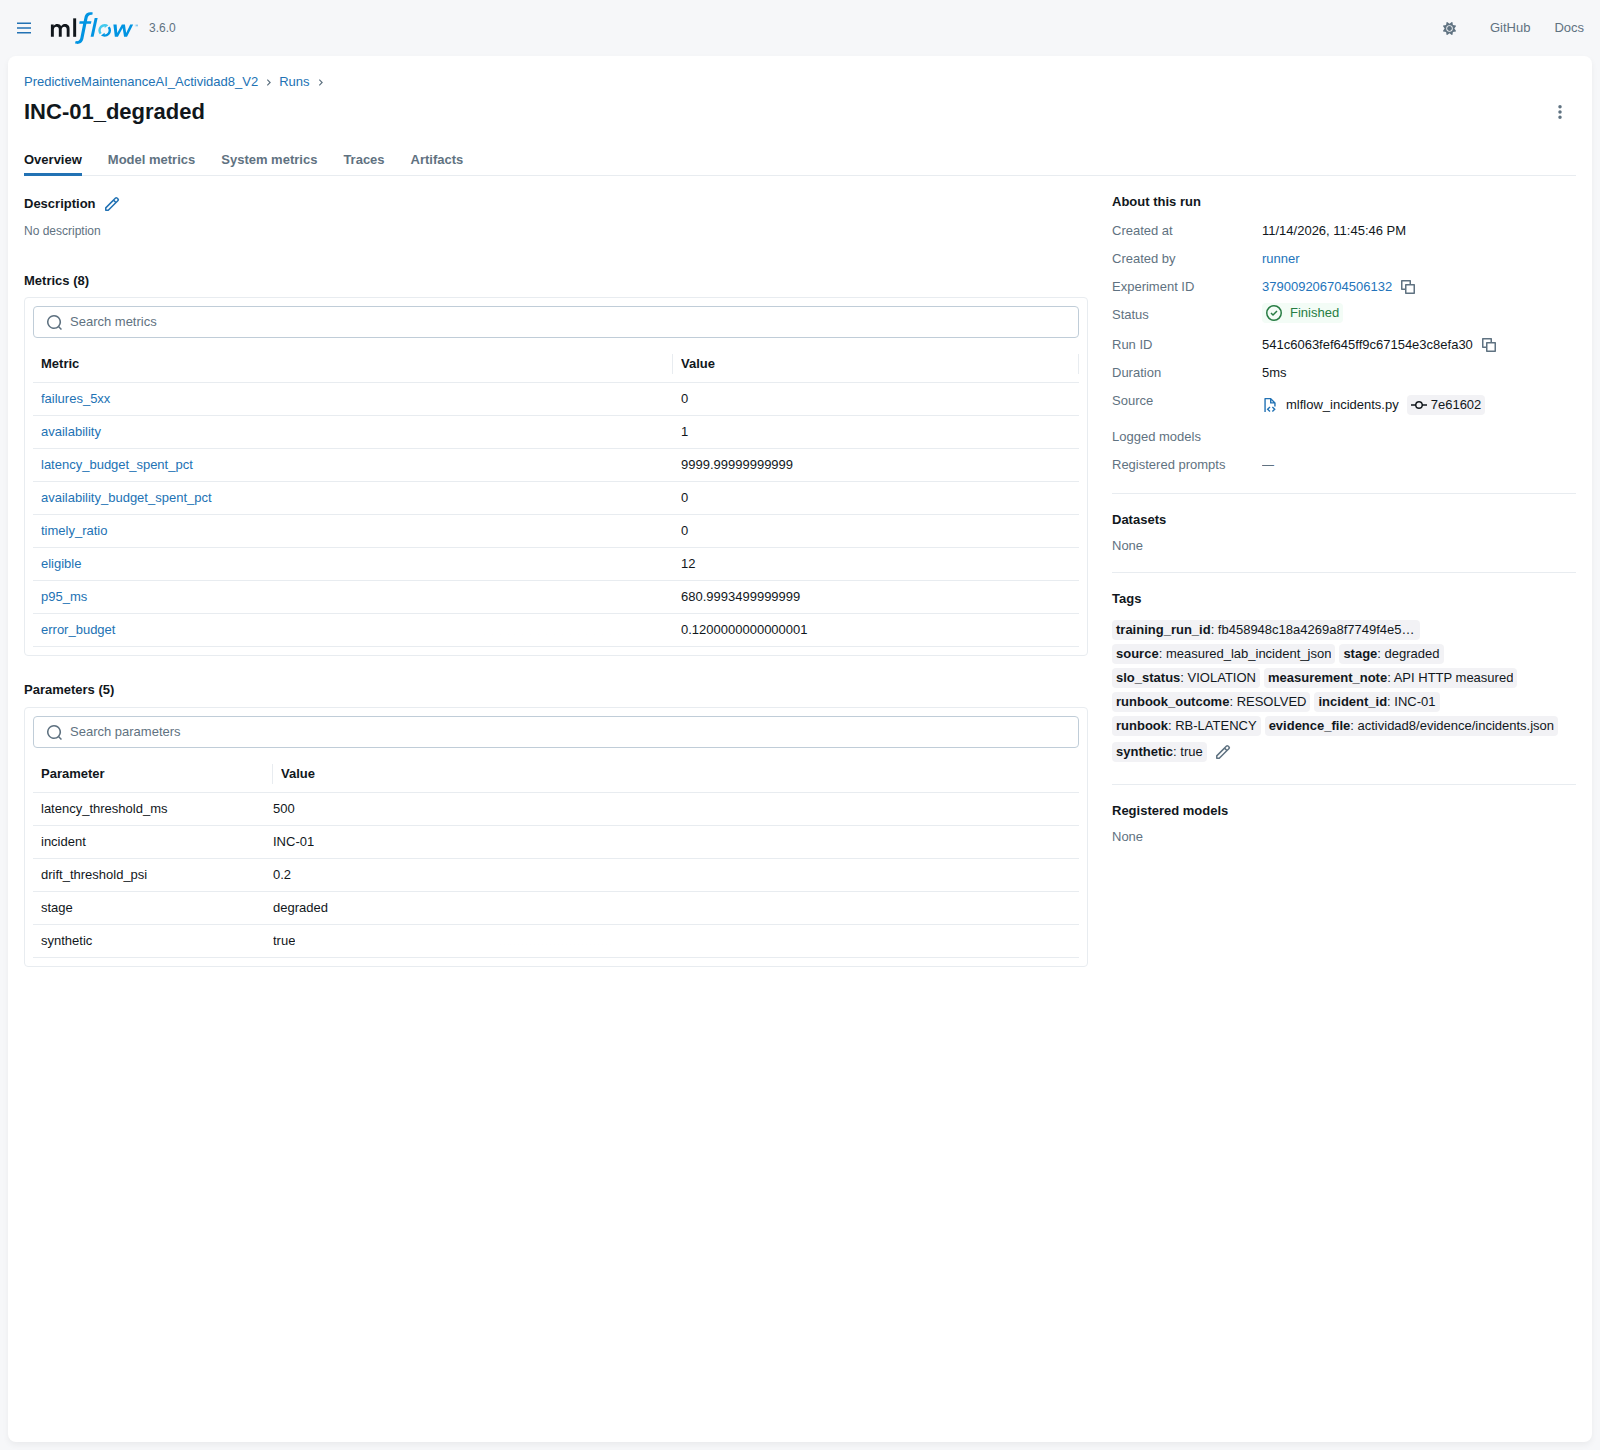 mlflow 3.6.0 GitHub Docs
PredictiveMaintenanceAI_Actividad8_V2 > Runs >
INC-01_degraded
Overview Model metrics System metrics Traces Artifacts
Description
No description
Metrics (8)
Search metrics
Metric Value
failures_5xx 0
availability 1
latency_budget_spent_pct 9999.99999999999
availability_budget_spent_pct 0
timely_ratio 0
eligible 12
p95_ms 680.9993499999999
error_budget 0.1200000000000001
Parameters (5)
Search parameters
Parameter Value
latency_threshold_ms 500
incident INC-01
drift_threshold_psi 0.2
stage degraded
synthetic true
About this run
Created at 11/14/2026, 11:45:46 PM
Created by runner
Experiment ID 379009206704506132
Status Finished
Run ID 541c6063fef645ff9c67154e3c8efa30
Duration 5ms
Source mlflow_incidents.py 7e61602
Logged models
Registered prompts —
Datasets
None
Tags
training_run_id: fb458948c18a4269a8f7749f4e5…
source: measured_lab_incident_json stage: degraded
slo_status: VIOLATION measurement_note: API HTTP measured
runbook_outcome: RESOLVED incident_id: INC-01
runbook: RB-LATENCY evidence_file: actividad8/evidence/incidents.json
synthetic: true
Registered models
None